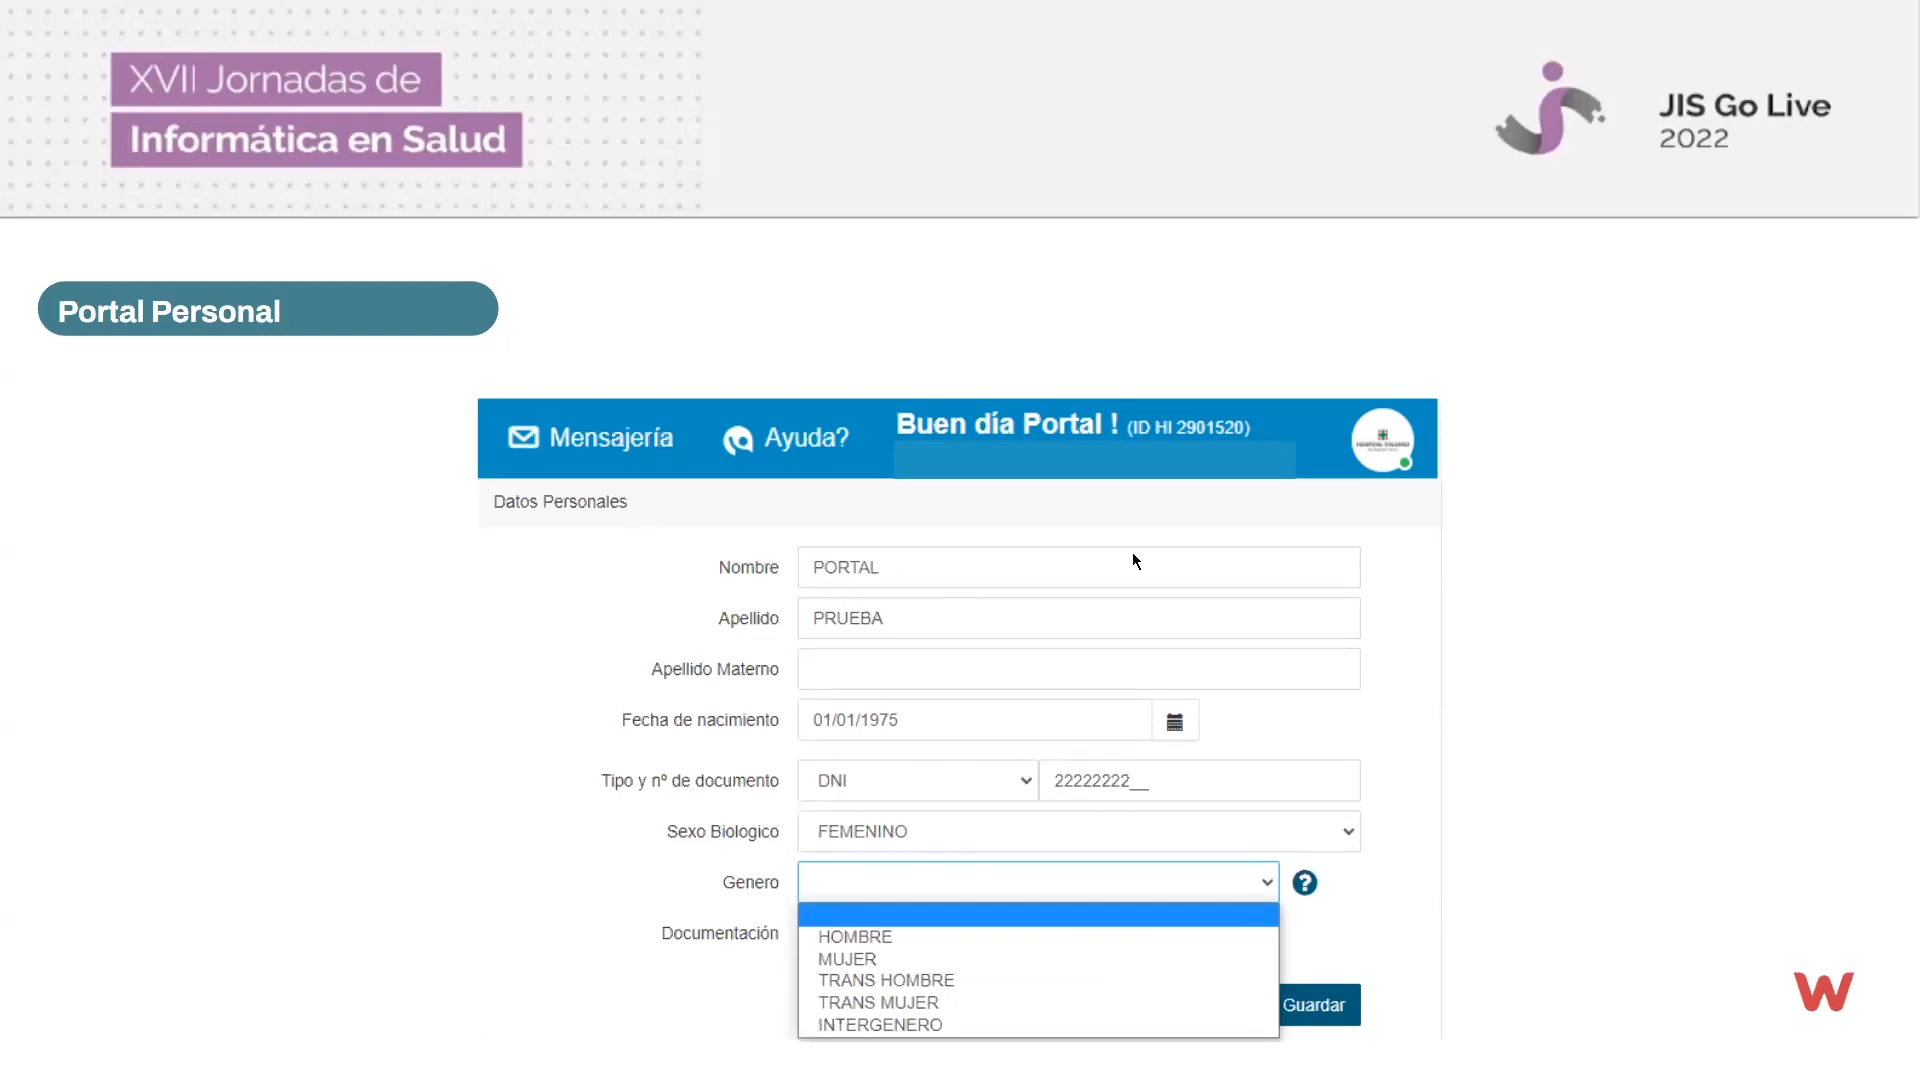 XVII Jornadas de
Informática en Salud
JIS Go Live
2022
Portal Personal
Mensajería
Ayuda?
Buen día Portal ! (ID HI 2901520)
Datos Personales
Nombre PORTAL
Apellido PRUEBA
Apellido Materno
Fecha de nacimiento 01/01/1975
Tipo y nº de documento DNI 22222222__
Sexo Biologico FEMENINO
Genero ?
Documentación
HOMBRE
MUJER
TRANS HOMBRE
TRANS MUJER
INTERGENERO
Guardar
W